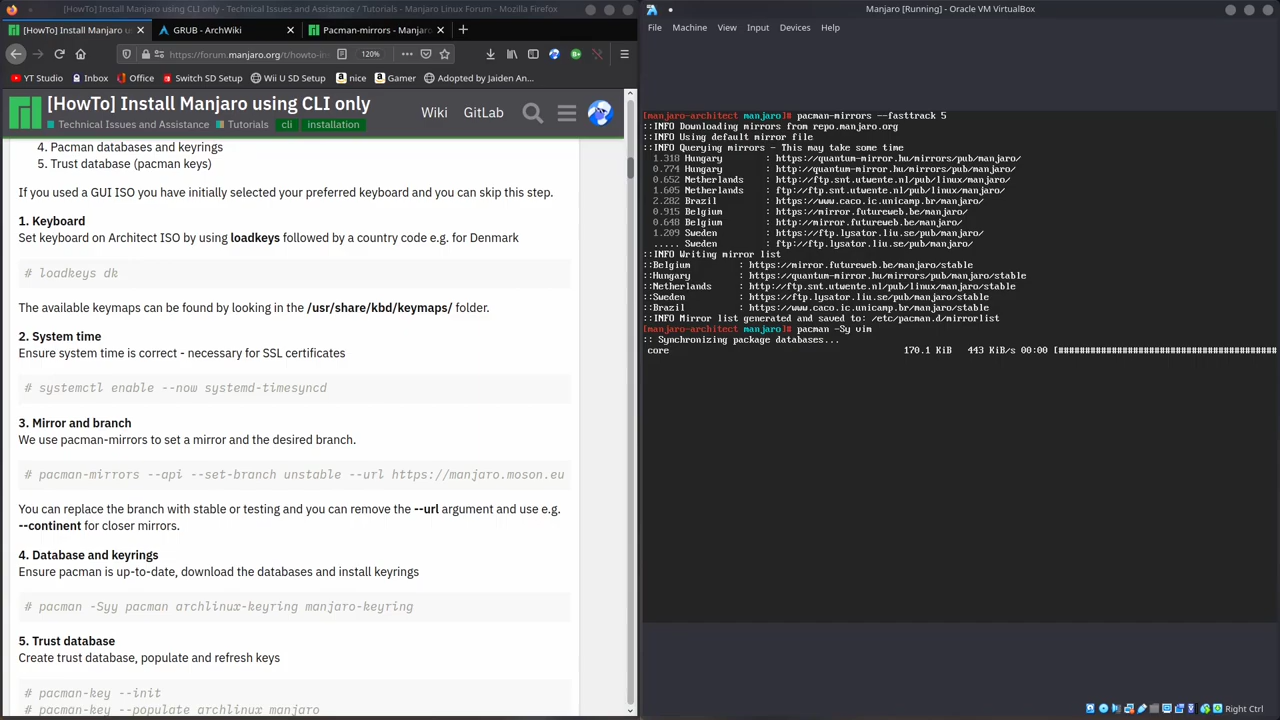 [HowTo] Install Manjaro using CLI only - Technical Issues and Assistance / Tutorials - Manjaro Linux Forum - Mozilla Firefox
[HowTo] Install Manjaro us
GRUB - ArchWiki
Pacman-mirrors - Manjaro
https://forum.manjaro.org/t/howto-in
120%
YT Studio
Inbox
Office
Switch SD Setup
Wii U SD Setup
nice
Gamer
Adopted by Jaiden An...
[HowTo] Install Manjaro using CLI only
Technical Issues and Assistance
Tutorials
cli
installation
Wiki
GitLab
4. Pacman databases and keyrings
5. Trust database (pacman keys)
If you used a GUI ISO you have initially selected your preferred keyboard and you can skip this step.
1. Keyboard
Set keyboard on Architect ISO by using loadkeys followed by a country code e.g. for Denmark
# loadkeys dk
The available keymaps can be found by looking in the /usr/share/kbd/keymaps/ folder.
2. System time
Ensure system time is correct - necessary for SSL certificates
# systemctl enable --now systemd-timesyncd
3. Mirror and branch
We use pacman-mirrors to set a mirror and the desired branch.
# pacman-mirrors --api --set-branch unstable --url https://manjaro.moson.eu
You can replace the branch with stable or testing and you can remove the --url argument and use e.g.
--continent for closer mirrors.
4. Database and keyrings
Ensure pacman is up-to-date, download the databases and install keyrings
# pacman -Syy pacman archlinux-keyring manjaro-keyring
5. Trust database
Create trust database, populate and refresh keys
# pacman-key --init
# pacman-key --populate archlinux manjaro
Manjaro [Running] - Oracle VM VirtualBox
File Machine View Input Devices Help
[manjaro-architect manjaro]# pacman-mirrors --fasttrack 5
::INFO Downloading mirrors from repo.manjaro.org
::INFO Using default mirror file
::INFO Querying mirrors - This may take some time
1.318 Hungary : https://quantum-mirror.hu/mirrors/pub/manjaro/
0.774 Hungary : http://quantum-mirror.hu/mirrors/pub/manjaro/
0.652 Netherlands : http://ftp.snt.utwente.nl/pub/linux/manjaro/
1.605 Netherlands : ftp://ftp.snt.utwente.nl/pub/linux/manjaro/
2.282 Brazil : https://www.caco.ic.unicamp.br/manjaro/
0.915 Belgium : https://mirror.futureweb.be/manjaro/
0.648 Belgium : http://mirror.futureweb.be/manjaro/
1.209 Sweden : https://ftp.lysator.liu.se/pub/manjaro/
..... Sweden : ftp://ftp.lysator.liu.se/pub/manjaro/
::INFO Writing mirror list
::Belgium : https://mirror.futureweb.be/manjaro/stable
::Hungary : https://quantum-mirror.hu/mirrors/pub/manjaro/stable
::Netherlands : http://ftp.snt.utwente.nl/pub/linux/manjaro/stable
::Sweden : https://ftp.lysator.liu.se/pub/manjaro/stable
::Brazil : https://www.caco.ic.unicamp.br/manjaro/stable
::INFO Mirror list generated and saved to: /etc/pacman.d/mirrorlist
[manjaro-architect manjaro]# pacman -Sy vim
:: Synchronizing package databases...
core 170.1 KiB 443 KiB/s 00:00 [#########################################
Right Ctrl